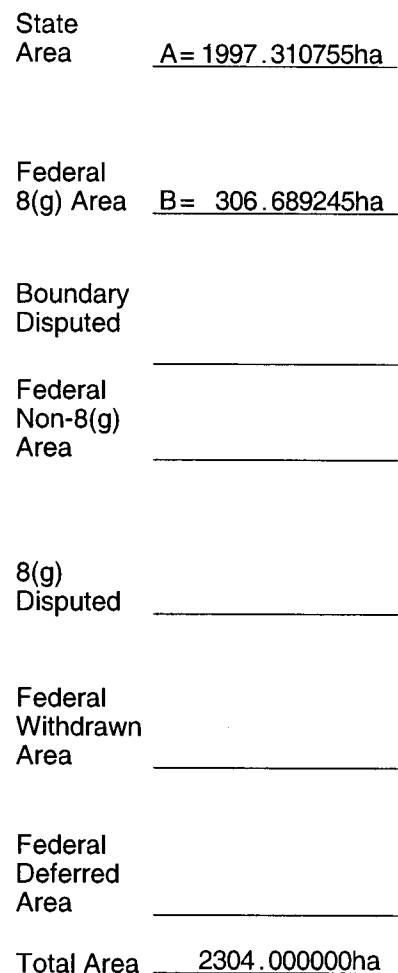 State
Area A= 1997.310755ha
Federal
8(g) Area B= 306.689245ha
Boundary
Disputed
Federal
Non-8(g)
Area
8(g)
Disputed
Federal
Withdrawn
Area
Federal
Deferred
Area
Total Area 2304.000000ha